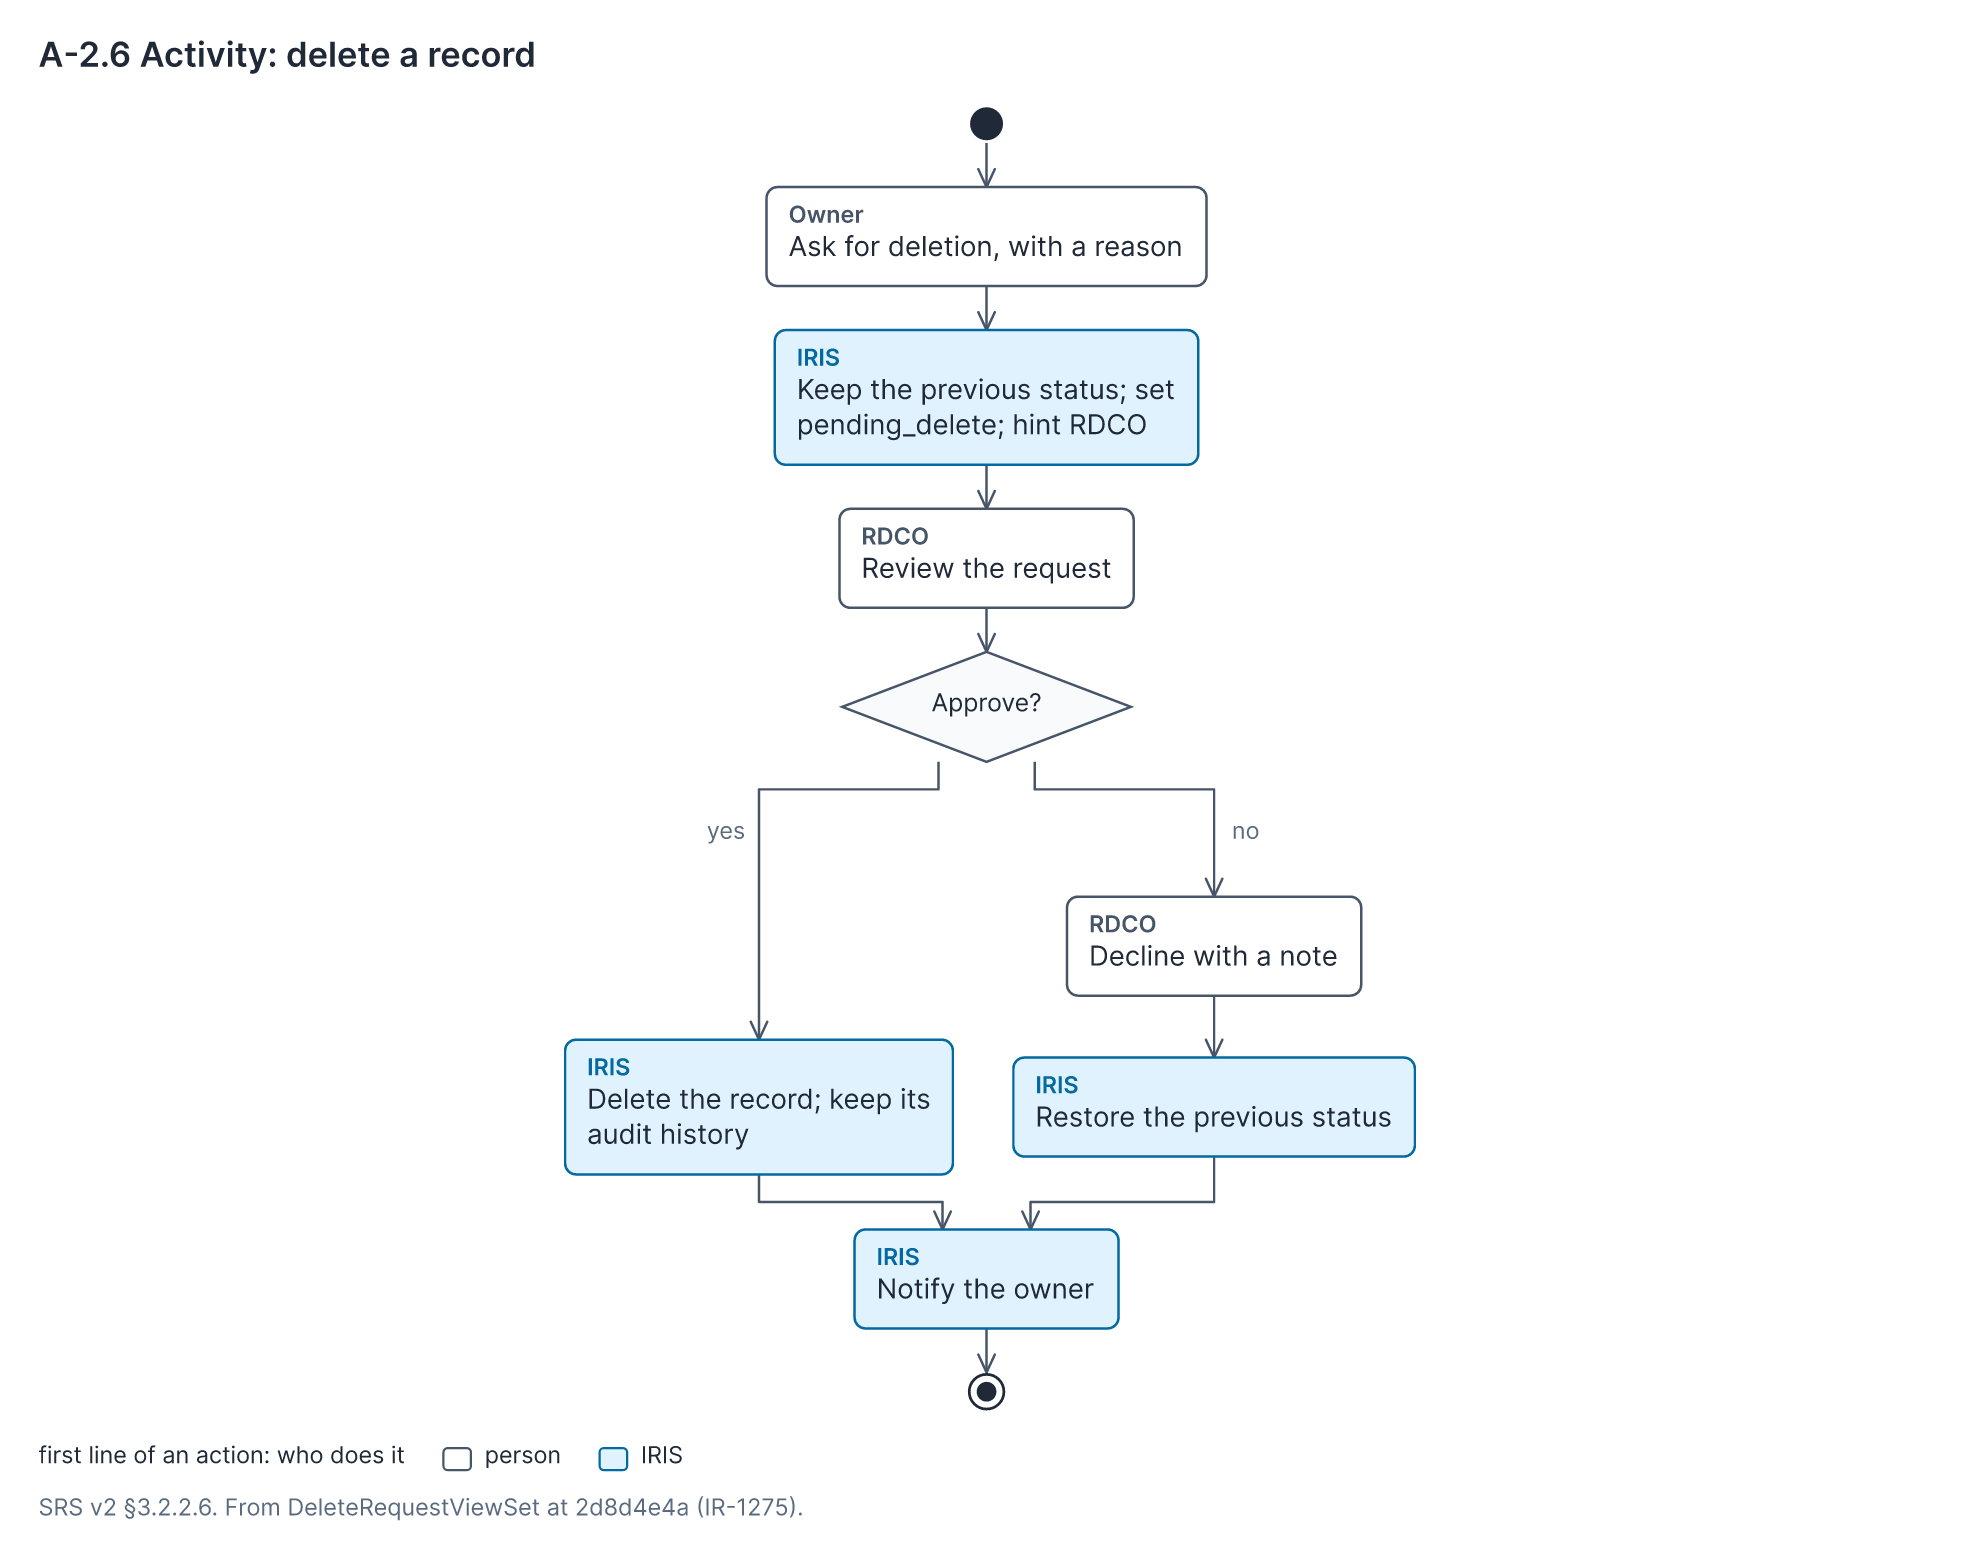 A-2.6 Activity: delete a record
Owner
Ask for deletion, with a reason
IRIS
Keep the previous status; set
pending_delete; hint RDCO
RDCO
Review the request
Approve?
yes
no
RDCO
Decline with a note
IRIS
Delete the record; keep its
audit history
IRIS
Restore the previous status
IRIS
Notify the owner
first line of an action: who does it person IRIS
SRS v2 §3.2.2.6. From DeleteRequestViewSet at 2d8d4e4a (IR-1275).